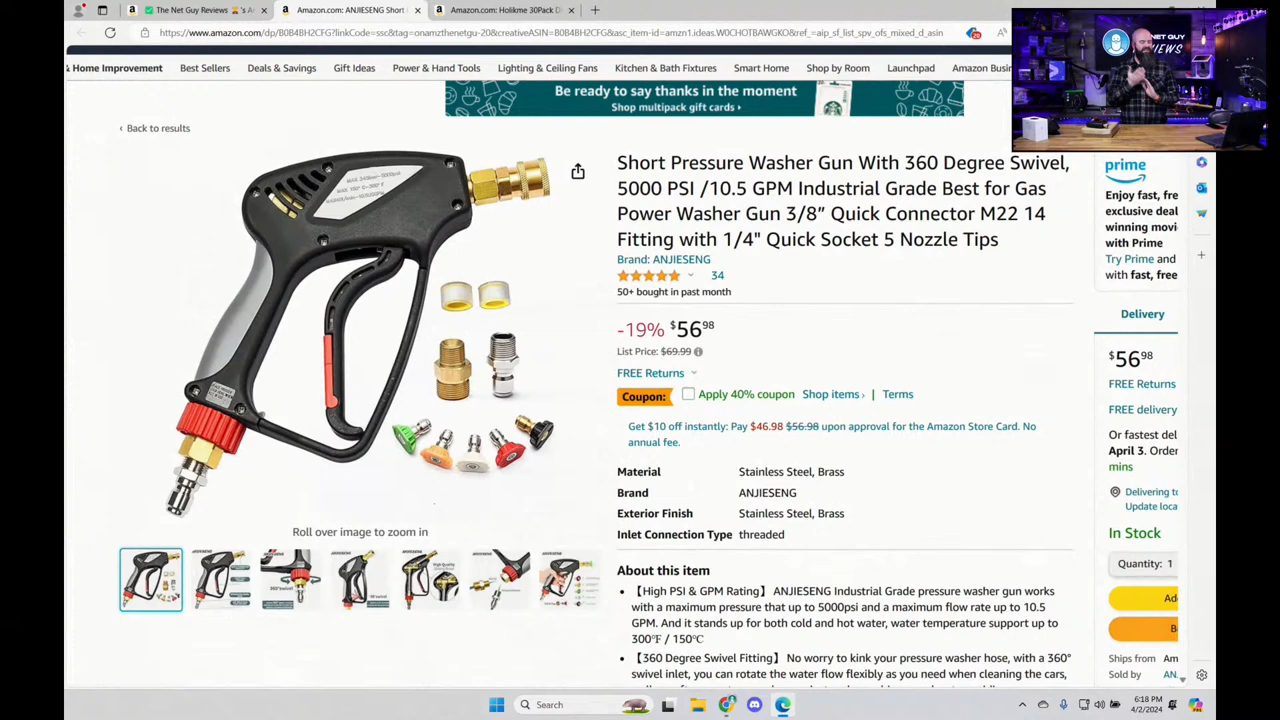 The Net Guy Reviews
's A
Amazon.com: ANJIESENG Short
Amazon.com: Holikme 30Pack D
https://www.amazon.com/dp/B0B4BH2CFG?linkCode=ssc&tag=onamzthenetgu-20&creativeASIN=B0B4BH2CFG&asc_item-id=amzn1.ideas.W0CHOTBAWGKO&ref_=aip_sf_list_spv_ofs_mixed_d_asin
20
NET GUY
Home Improvement
Best Sellers
Deals & Savings
Gift Ideas
Power & Hand Tools
Lighting & Ceiling Fans
Kitchen & Bath Fixtures
Smart Home
Shop by Room
Launchpad
Amazon Busi
Be ready to say thanks in the moment
Shop multipack gift cards ›
‹ Back to results
Short Pressure Washer Gun With 360 Degree Swivel,
5000 PSI /10.5 GPM Industrial Grade Best for Gas
Power Washer Gun 3/8” Quick Connector M22 14
Fitting with 1/4" Quick Socket 5 Nozzle Tips
Brand: ANJIESENG
34
50+ bought in past month
-19% $56 98
List Price: $69.99
FREE Returns
Coupon: Apply 40% coupon Shop items › | Terms
Get $10 off instantly: Pay $46.98 $56.98 upon approval for the Amazon Store Card. No
annual fee.
Material Stainless Steel, Brass
Brand ANJIESENG
Exterior Finish Stainless Steel, Brass
Inlet Connection Type threaded
About this item
• 【High PSI & GPM Rating】 ANJIESENG Industrial Grade pressure washer gun works
with a maximum pressure that up to 5000psi and a maximum flow rate up to 10.5
GPM. And it stands up for both cold and hot water, water temperature support up to
300℉ / 150℃
• 【360 Degree Swivel Fitting】 No worry to kink your pressure washer hose, with a 360°
swivel inlet, you can rotate the water flow flexibly as you need when cleaning the cars,
Roll over image to zoom in
prime
Enjoy fast, fre
exclusive deal
winning movi
with Prime
Try Prime and
with fast, free
Delivery
$56 98
FREE Returns
FREE delivery
Or fastest del
April 3. Order
mins
Delivering to
Update loca
In Stock
Quantity: 1
Ad
B
Ships from Am
Sold by AN
Search
6:18 PM
4/2/2024